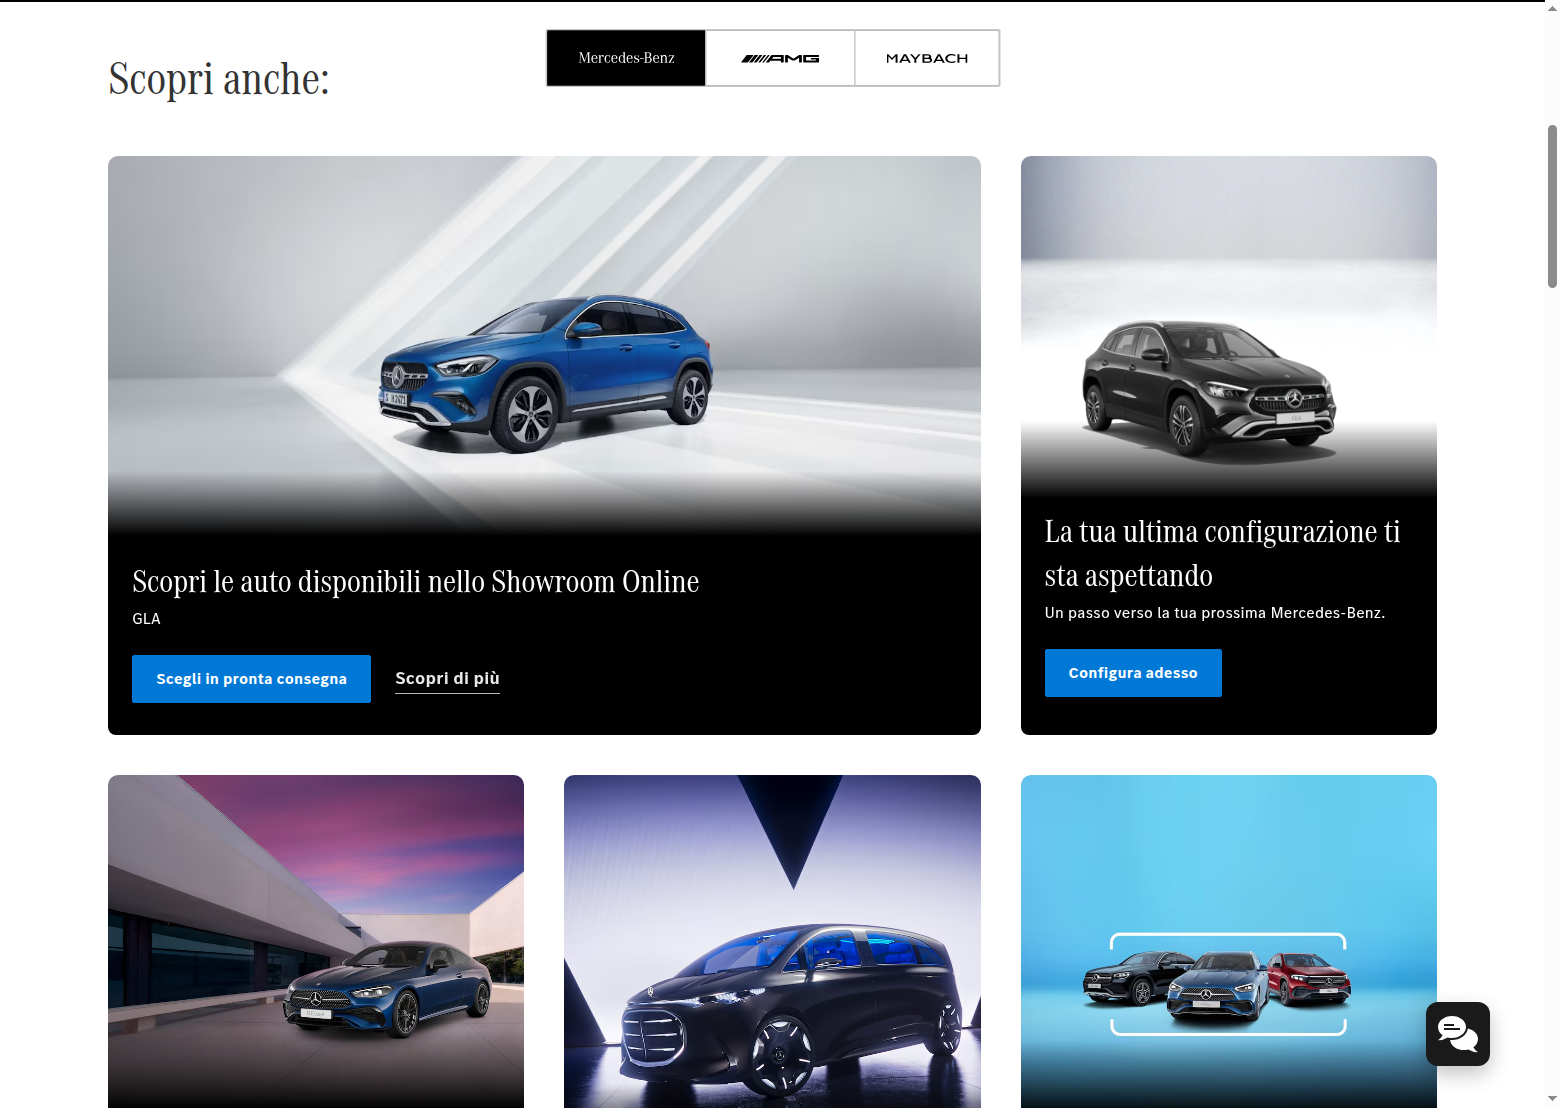 Scopri anche:
Mercedes-Benz
AMG
MAYBACH
Scopri le auto disponibili nello Showroom Online
GLA
Scegli in pronta consegna
Scopri di più
La tua ultima configurazione ti
sta aspettando
Un passo verso la tua prossima Mercedes-Benz.
Configura adesso
GLA